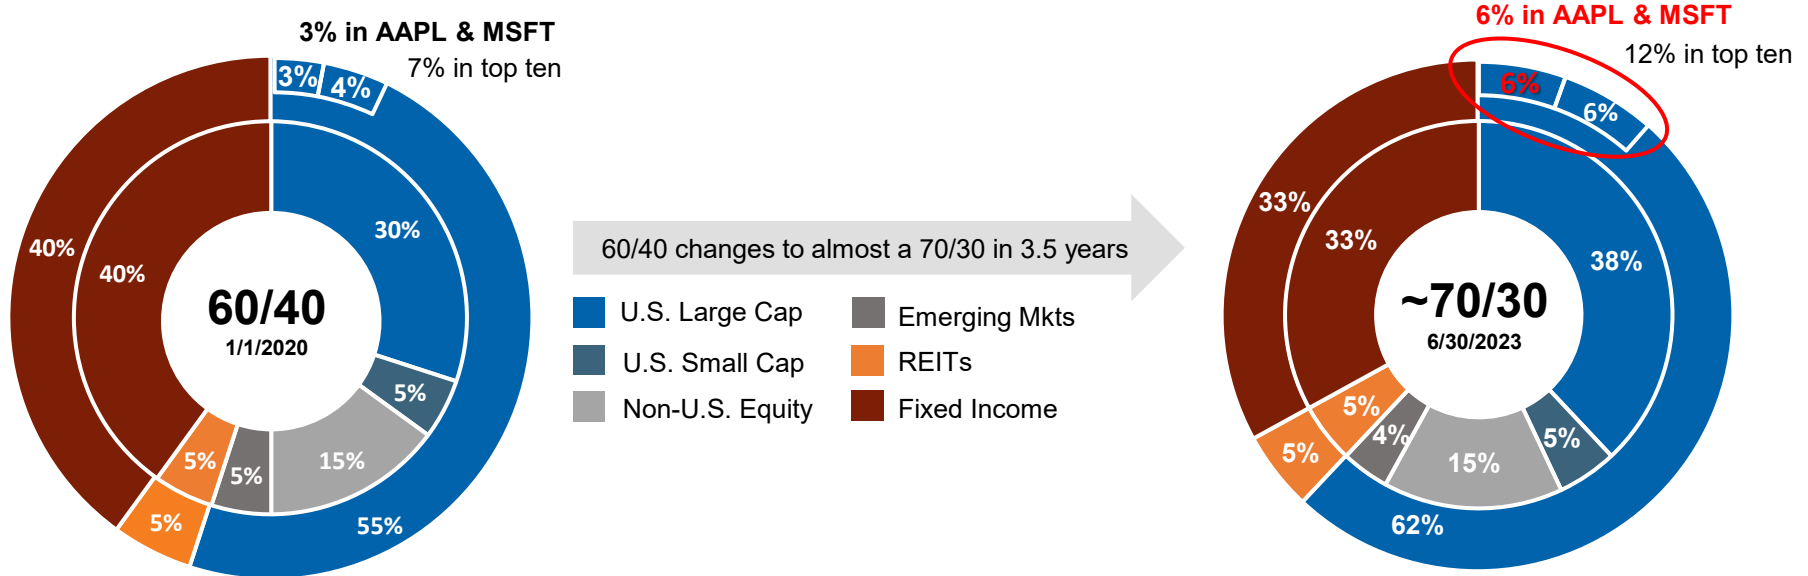 3% in AAPL & MSFT
7% in top ten
3%
4%
30%
40%
40%
60/40
1/1/2020
5%
15%
5%
5%
5%
55%
60/40 changes to almost a 70/30 in 3.5 years
U.S. Large Cap
Emerging Mkts
U.S. Small Cap
REITs
Non-U.S. Equity
Fixed Income
6% in AAPL & MSFT
12% in top ten
6%
6%
33%
33%
38%
~70/30
6/30/2023
5%
4%
5%
5%
15%
62%